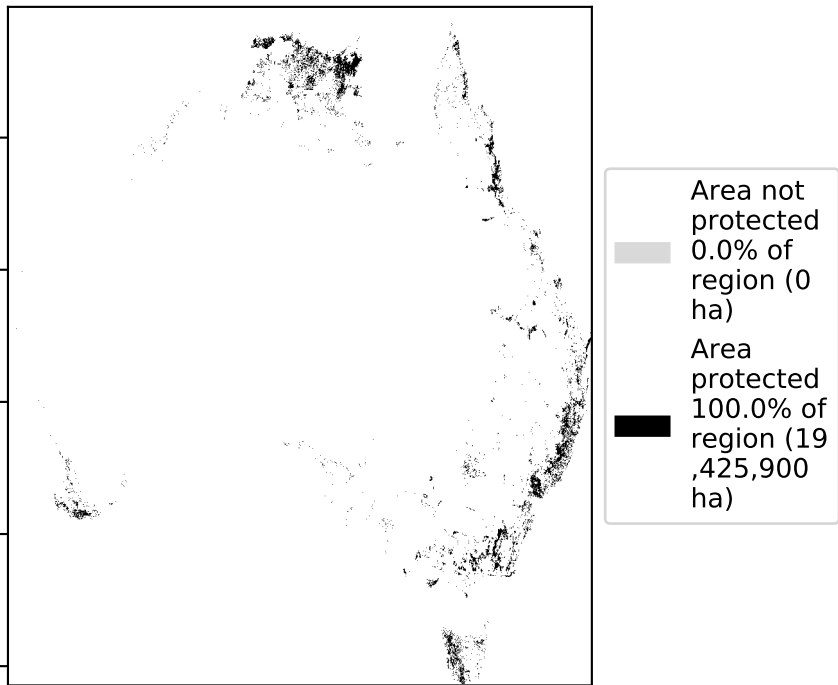 Area not
protected
0.0% of
region (0
ha)
Area
protected
100.0% of
region (19
,425,900
ha)